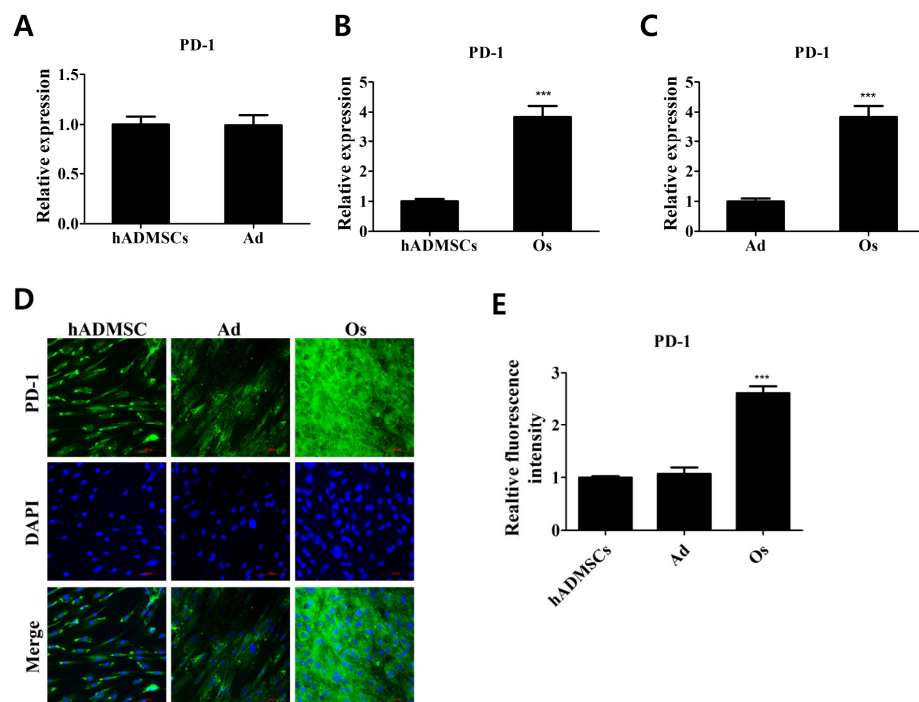 A
PD-1
Relative expression
1.5
1.0
0.5
0.0
hADMSCs
Ad
B
PD-1
Relative expression
5
4
3
2
1
0
***
hADMSCs
Os
C
PD-1
Relative expression
5
4
3
2
1
0
***
Ad
Os
D
hADMSC
Ad
Os
PD-1
DAPI
Merge
E
PD-1
Realtive fluorescence
intensity
3
2
1
0
***
hADMSCs
Ad
Os